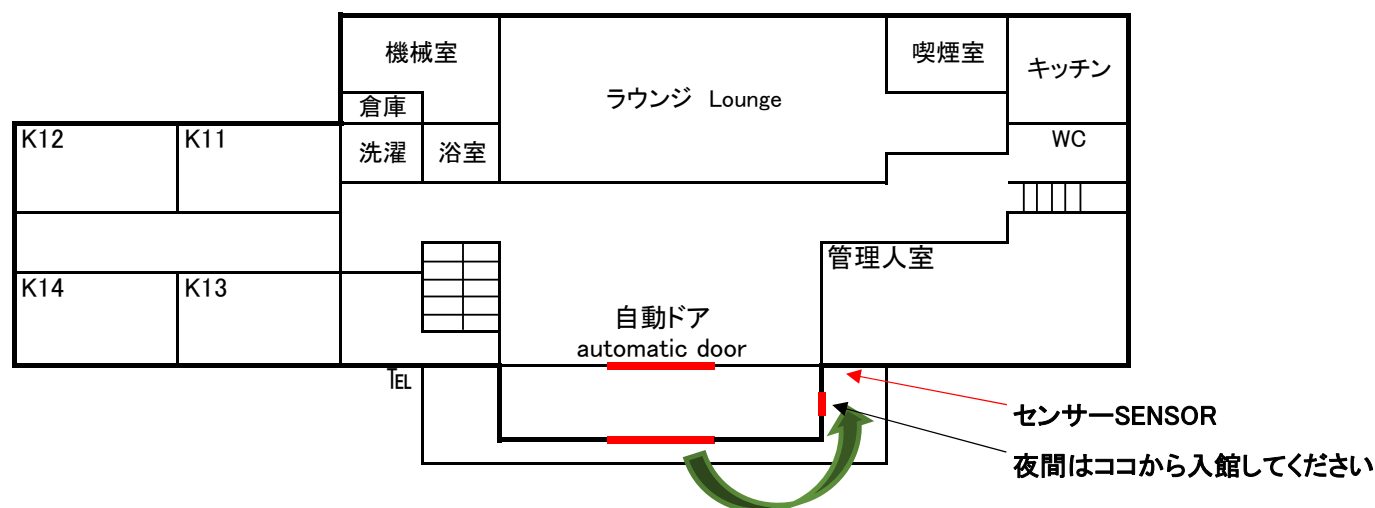 機械室
喫煙室
キッチン
ラウンジ Lounge
倉庫
K12
K11
洗濯
浴室
WC
管理人室
K14
K13
自動ドア
automatic door
TEL
センサーSENSOR
夜間はココから入館してください